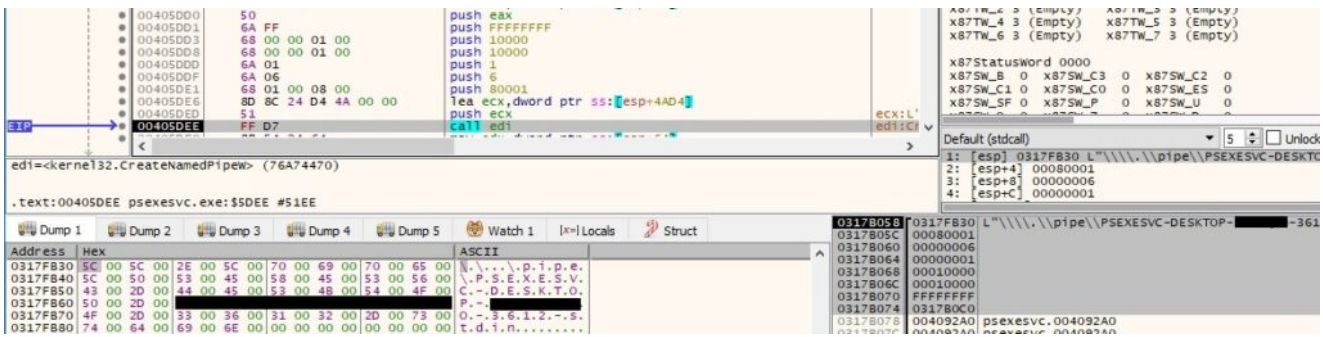 00405DD0 50 push eax
00405DD1 6A FF push FFFFFFFF
00405DD3 68 00 00 01 00 push 10000
00405DD8 68 00 00 01 00 push 10000
00405DDD 6A 01 push 1
00405DDF 6A 06 push 6
00405DE1 68 01 00 08 00 push 80001
00405DE6 8D 8C 24 D4 4A 00 00 lea ecx,dword ptr ss:[esp+4AD4]
00405DED 51 push ecx ecx:L'
EIP 00405DEE FF D7 call edi edi:Cr
edi=<kernel32.CreateNamedPipeW> (76A74470)
.text:00405DEE psexesvc.exe:$5DEE #51EE
x87TW_2 3 (Empty) x87TW_3 3 (Empty)
x87TW_4 3 (Empty) x87TW_5 3 (Empty)
x87TW_6 3 (Empty) x87TW_7 3 (Empty)
x87StatusWord 0000
x87SW_B 0 x87SW_C3 0 x87SW_C2 0
x87SW_C1 0 x87SW_C0 0 x87SW_ES 0
x87SW_SF 0 x87SW_P 0 x87SW_U 0
Default (stdcall) 5 Unlock
1: [esp] 0317FB30 L"\\\\.\\pipe\\PSEXESVC-DESKTO
2: [esp+4] 00080001
3: [esp+8] 00000006
4: [esp+C] 00000001
Dump 1 Dump 2 Dump 3 Dump 4 Dump 5 Watch 1 [x=] Locals Struct
Address Hex ASCII
0317FB30 5C 00 5C 00 2E 00 5C 00 70 00 69 00 70 00 65 00 \.\...\.p.i.p.e.
0317FB40 5C 00 50 00 53 00 45 00 58 00 45 00 53 00 56 00 \.P.S.E.X.E.S.V.
0317FB50 43 00 2D 00 44 00 45 00 53 00 4B 00 54 00 4F 00 C.-.D.E.S.K.T.O.
0317FB60 50 00 2D 00 P.-.
0317FB70 4F 00 2D 00 33 00 36 00 31 00 32 00 2D 00 73 00 O.-.3.6.1.2.-.s.
0317FB80 74 00 64 00 69 00 6E 00 00 00 00 00 00 00 00 00 t.d.i.n.........
0317B058 0317FB30 L"\\\\.\\pipe\\PSEXESVC-DESKTOP- -361
0317B05C 00080001
0317B060 00000006
0317B064 00000001
0317B068 00010000
0317B06C 00010000
0317B070 FFFFFFFF
0317B074 0317B0C0
0317B078 004092A0 psexesvc.004092A0
0317B07C 004092A0 psexesvc.004092A0